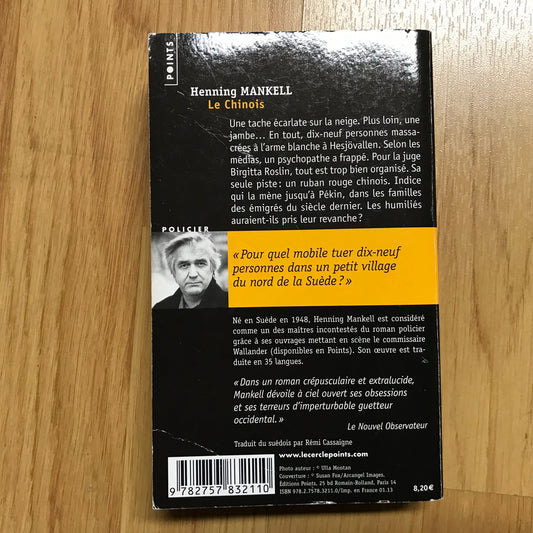 POINTS
Henning MANKELL
Le Chinois
Une tache écarlate sur la neige. Plus loin, une
jambe... En tout, dix-neuf personnes massa-
crées à l'arme blanche à Hesjövallen. Selon les
médias, un psychopathe a frappé. Pour la juge
Birgitta Roslin, tout est trop bien organisé. Sa
seule piste : un ruban rouge chinois. Indice
qui la mène jusqu'à Pékin, dans les familles
des émigrés du siècle dernier. Les humiliés
auraient-ils pris leur revanche ?
POLICIER
« Pour quel mobile tuer dix-neuf
personnes dans un petit village
du nord de la Suède ? »
Né en Suède en 1948, Henning Mankell est considéré
comme un des maîtres incontestés du roman policier
grâce à ses ouvrages mettant en scène le commissaire
Wallander (disponibles en Points). Son œuvre est tra-
duite en 35 langues.
« Dans un roman crépusculaire et extralucide,
Mankell dévoile à ciel ouvert ses obsessions
et ses terreurs d'imperturbable guetteur
occidental. »
Le Nouvel Observateur
Traduit du suédois par Rémi Cassaigne
www.lecerclepoints.com
Photo auteur : © Ulla Montan
Couverture : © Susan Fox/Arcangel Images.
Éditions Points, 25 bd Romain-Rolland, Paris 14
ISBN 978.2.7578.3211.0/Imp. en France 01.13
8,20€
9 782757 832110